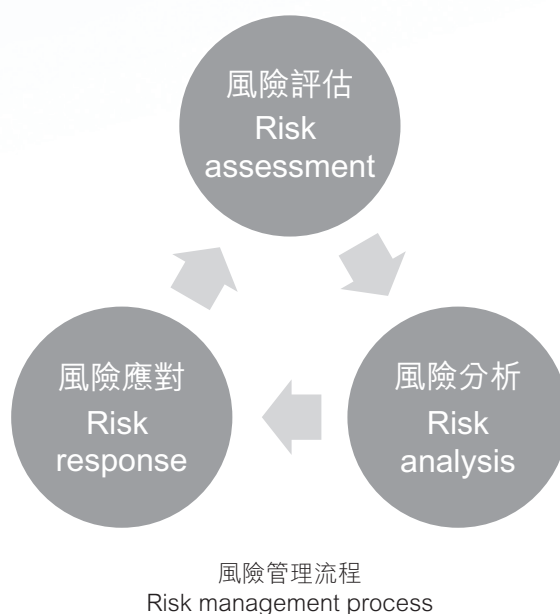 風險評估
Risk
assessment
風險應對
Risk
response
風險分析
Risk
analysis
風險管理流程
Risk management process